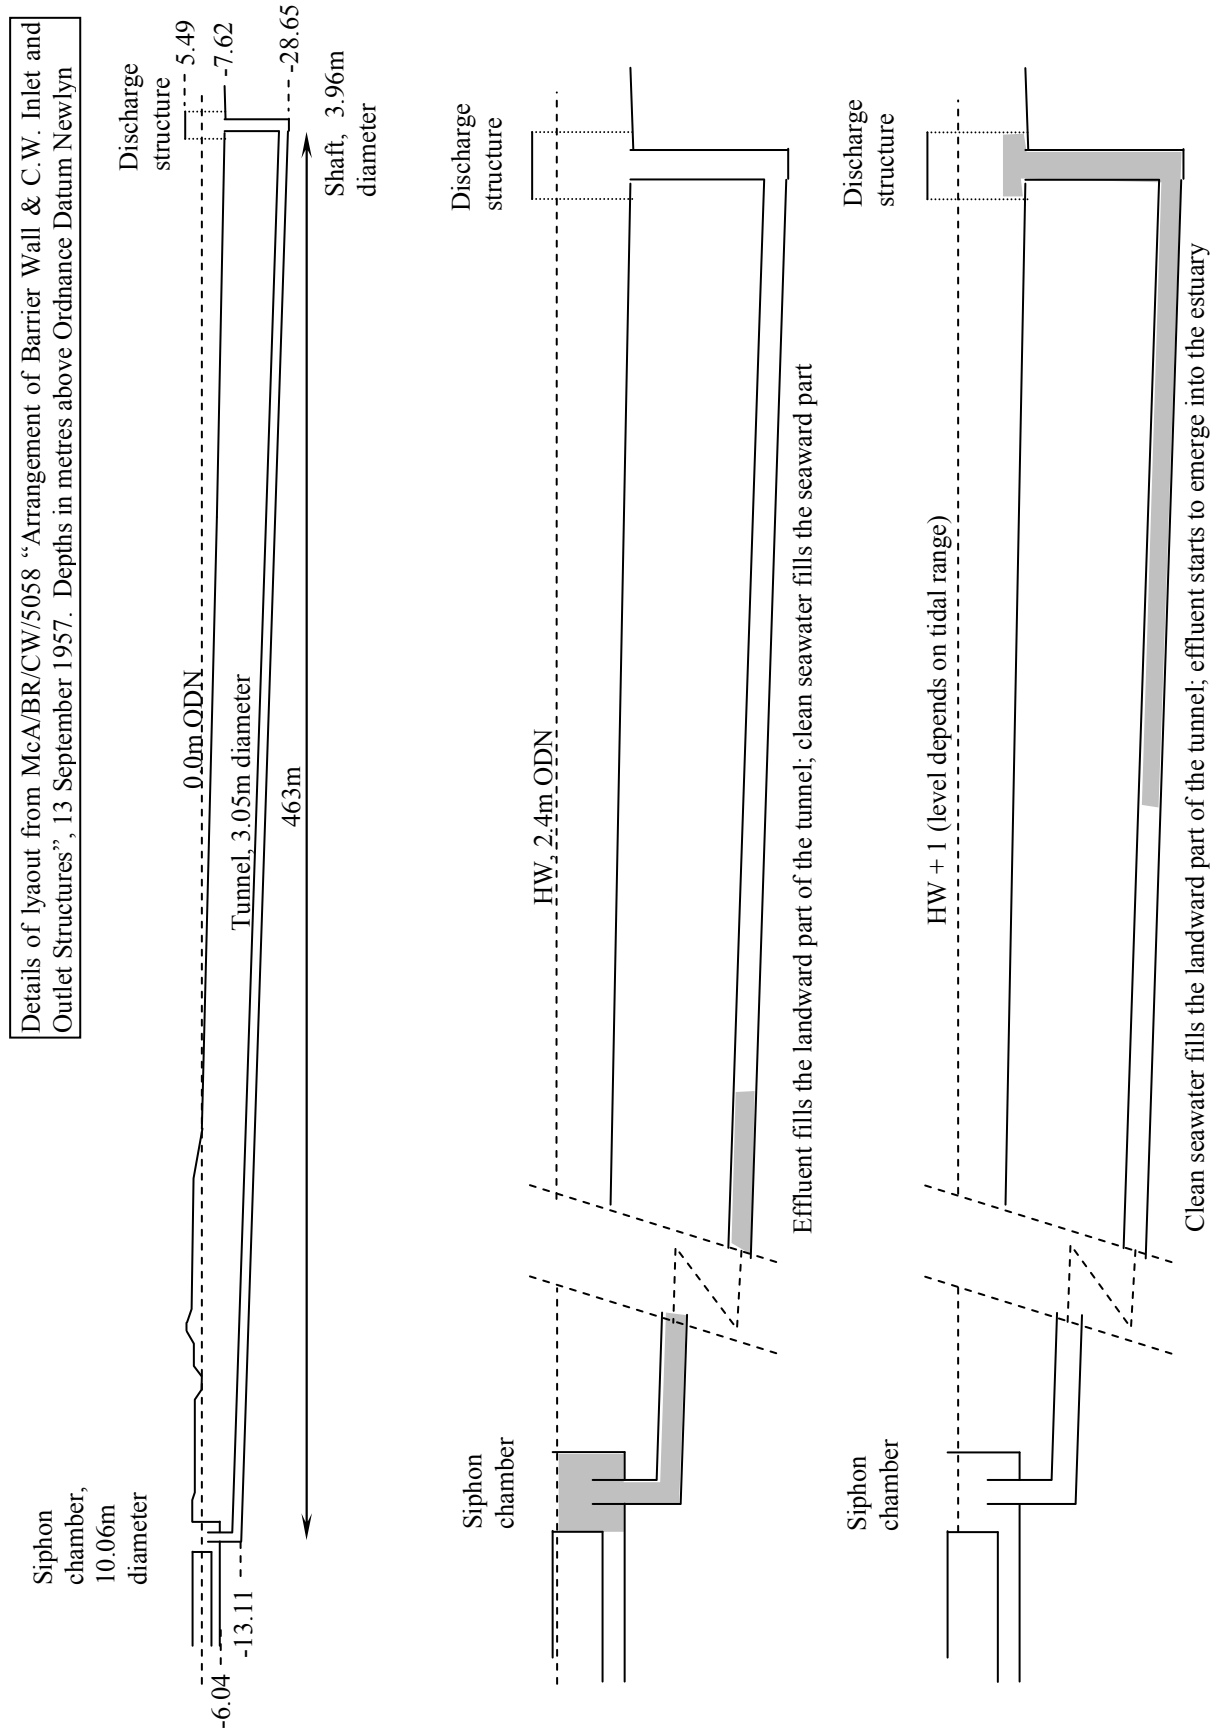 Details of lyaout from McA/BR/CW/5058 “Arrangement of Barrier Wall & C.W. Inlet and
Outlet Structures”, 13 September 1957. Depths in metres above Ordnance Datum Newlyn
Siphon
chamber,
10.06m
diameter
Discharge
structure
5.49
-7.62
-28.65
0.0m ODN
Tunnel, 3.05m diameter
463m
-6.04
-13.11
Shaft, 3.96m
diameter
Siphon
chamber
HW, 2.4m ODN
Discharge
structure
Effluent fills the landward part of the tunnel; clean seawater fills the seaward part
Siphon
chamber
HW + 1 (level depends on tidal range)
Discharge
structure
Clean seawater fills the landward part of the tunnel; effluent starts to emerge into the estuary